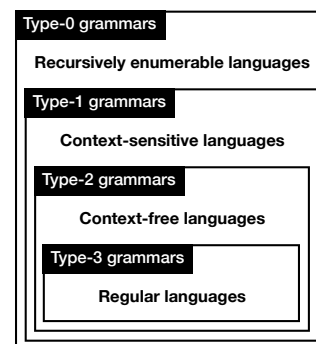 Type-0 grammars
Recursively enumerable languages
Type-1 grammars
Context-sensitive languages
Type-2 grammars
Context-free languages
Type-3 grammars
Regular languages